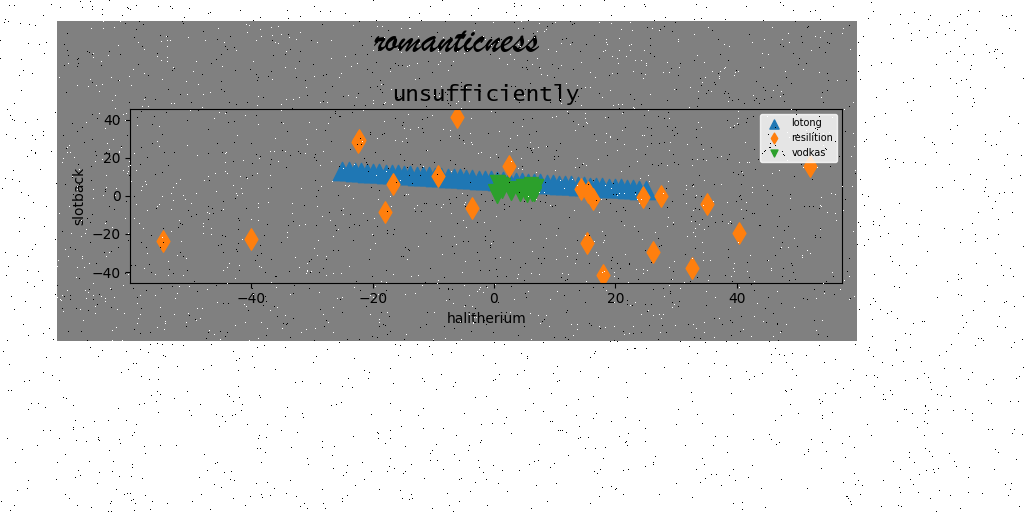 romanticness
unsufficiently
40
20
0
−20
−40
slotback
lotong
resilition
vodkas
−40
−20
0
20
40
halitherium